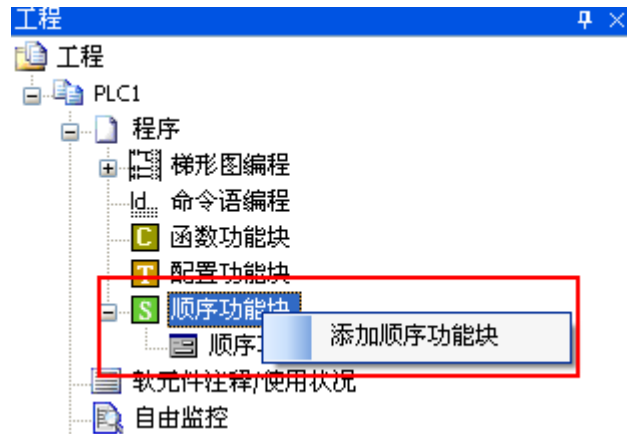 工程
工程
PLC1
程序
梯形图编程
ld... 命令语编程
C 函数功能块
T 配置功能块
S 顺序功能块
顺序
添加顺序功能块
软元件注释/使用状况
自由监控